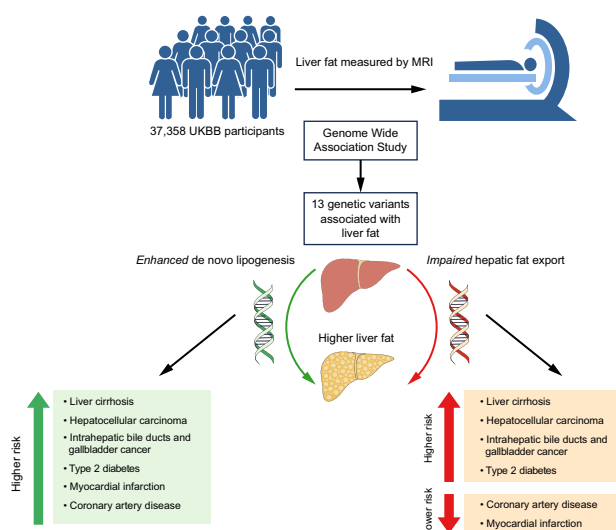 Liver fat measured by MRI
37,358 UKBB participants
Genome Wide
Association Study
13 genetic variants
associated with
liver fat
Enhanced de novo lipogenesis
Impaired hepatic fat export
Higher liver fat
Higher risk
• Liver cirrhosis
• Hepatocellular carcinoma
• Intrahepatic bile ducts and
gallbladder cancer
• Type 2 diabetes
• Myocardial infarction
• Coronary artery disease
Higher risk
• Liver cirrhosis
• Hepatocellular carcinoma
• Intrahepatic bile ducts and
gallbladder cancer
• Type 2 diabetes
ower risk
• Coronary artery disease
• Myocardial infarction